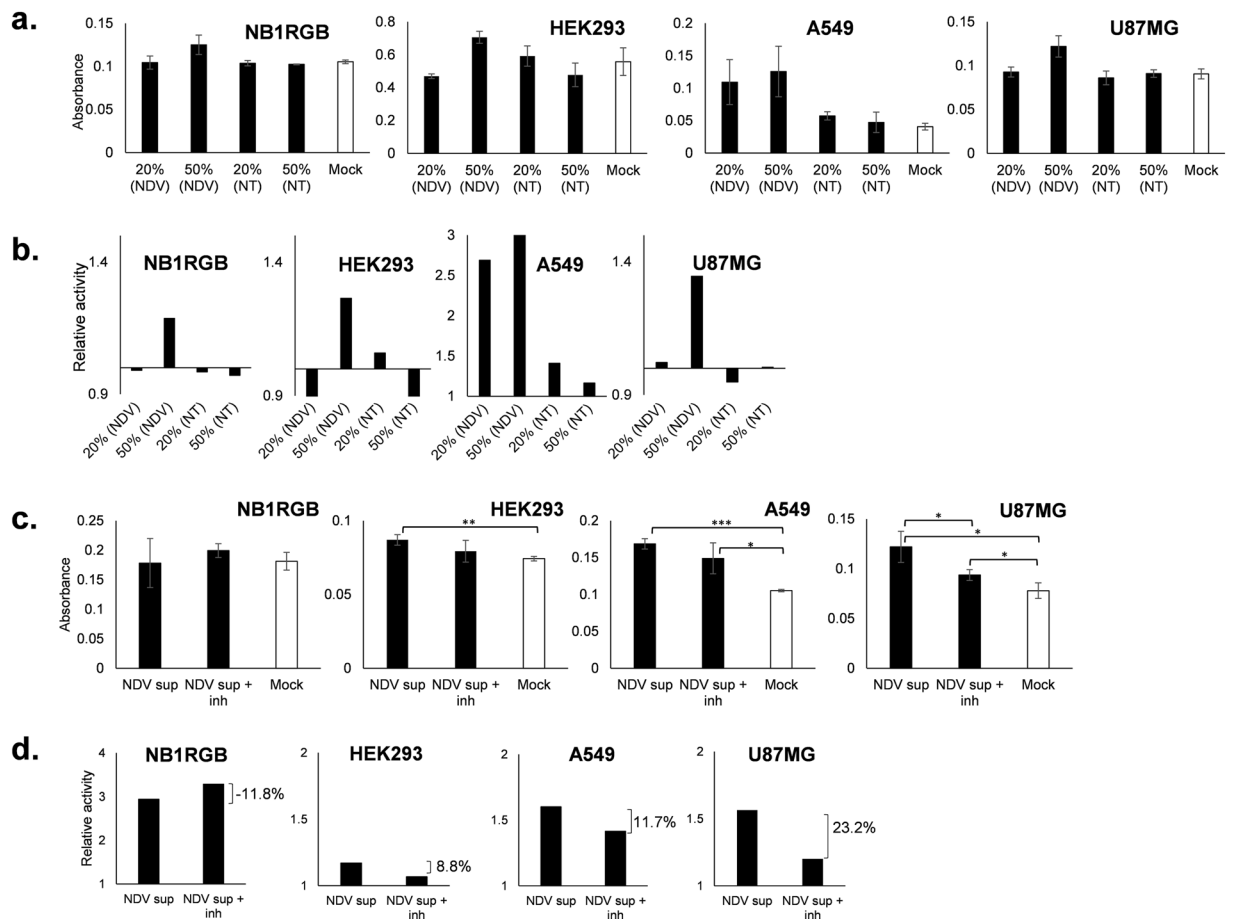 a.
NB1RGB
HEK293
A549
U87MG
Absorbance
0.15
0.1
0.05
0
20% (NDV)
50% (NDV)
20% (NT)
50% (NT)
Mock
0.8
0.6
0.4
0.2
0.0
20% (NDV)
50% (NDV)
20% (NT)
50% (NT)
Mock
0.2
0.15
0.1
0.05
0
20% (NDV)
50% (NDV)
20% (NT)
50% (NT)
Mock
0.15
0.1
0.05
0
20% (NDV)
50% (NDV)
20% (NT)
50% (NT)
Mock
b.
NB1RGB
HEK293
A549
U87MG
Relative activity
1.4
0.9
20% (NDV)
50% (NDV)
20% (NT)
50% (NT)
1.4
0.9
20% (NDV)
50% (NDV)
20% (NT)
50% (NT)
3
2.5
2
1.5
1
20% (NDV)
50% (NDV)
20% (NT)
50% (NT)
1.4
0.9
20% (NDV)
50% (NDV)
20% (NT)
50% (NT)
c.
NB1RGB
HEK293
A549
U87MG
Absorbance
0.25
0.2
0.15
0.1
0.05
0
NDV sup
NDV sup + inh
Mock
0.1
0.05
0
**
NDV sup
NDV sup + inh
Mock
0.2
0.15
0.1
0.05
0
***
*
NDV sup
NDV sup + inh
Mock
0.15
0.1
0.05
0
*
*
*
NDV sup
NDV sup + inh
Mock
d.
NB1RGB
HEK293
A549
U87MG
Relative activity
4
3
2
1
-11.8%
NDV sup
NDV sup + inh
2
1.5
1
8.8%
NDV sup
NDV sup + inh
2
1.5
1
11.7%
NDV sup
NDV sup + inh
2
1.5
1
23.2%
NDV sup
NDV sup + inh